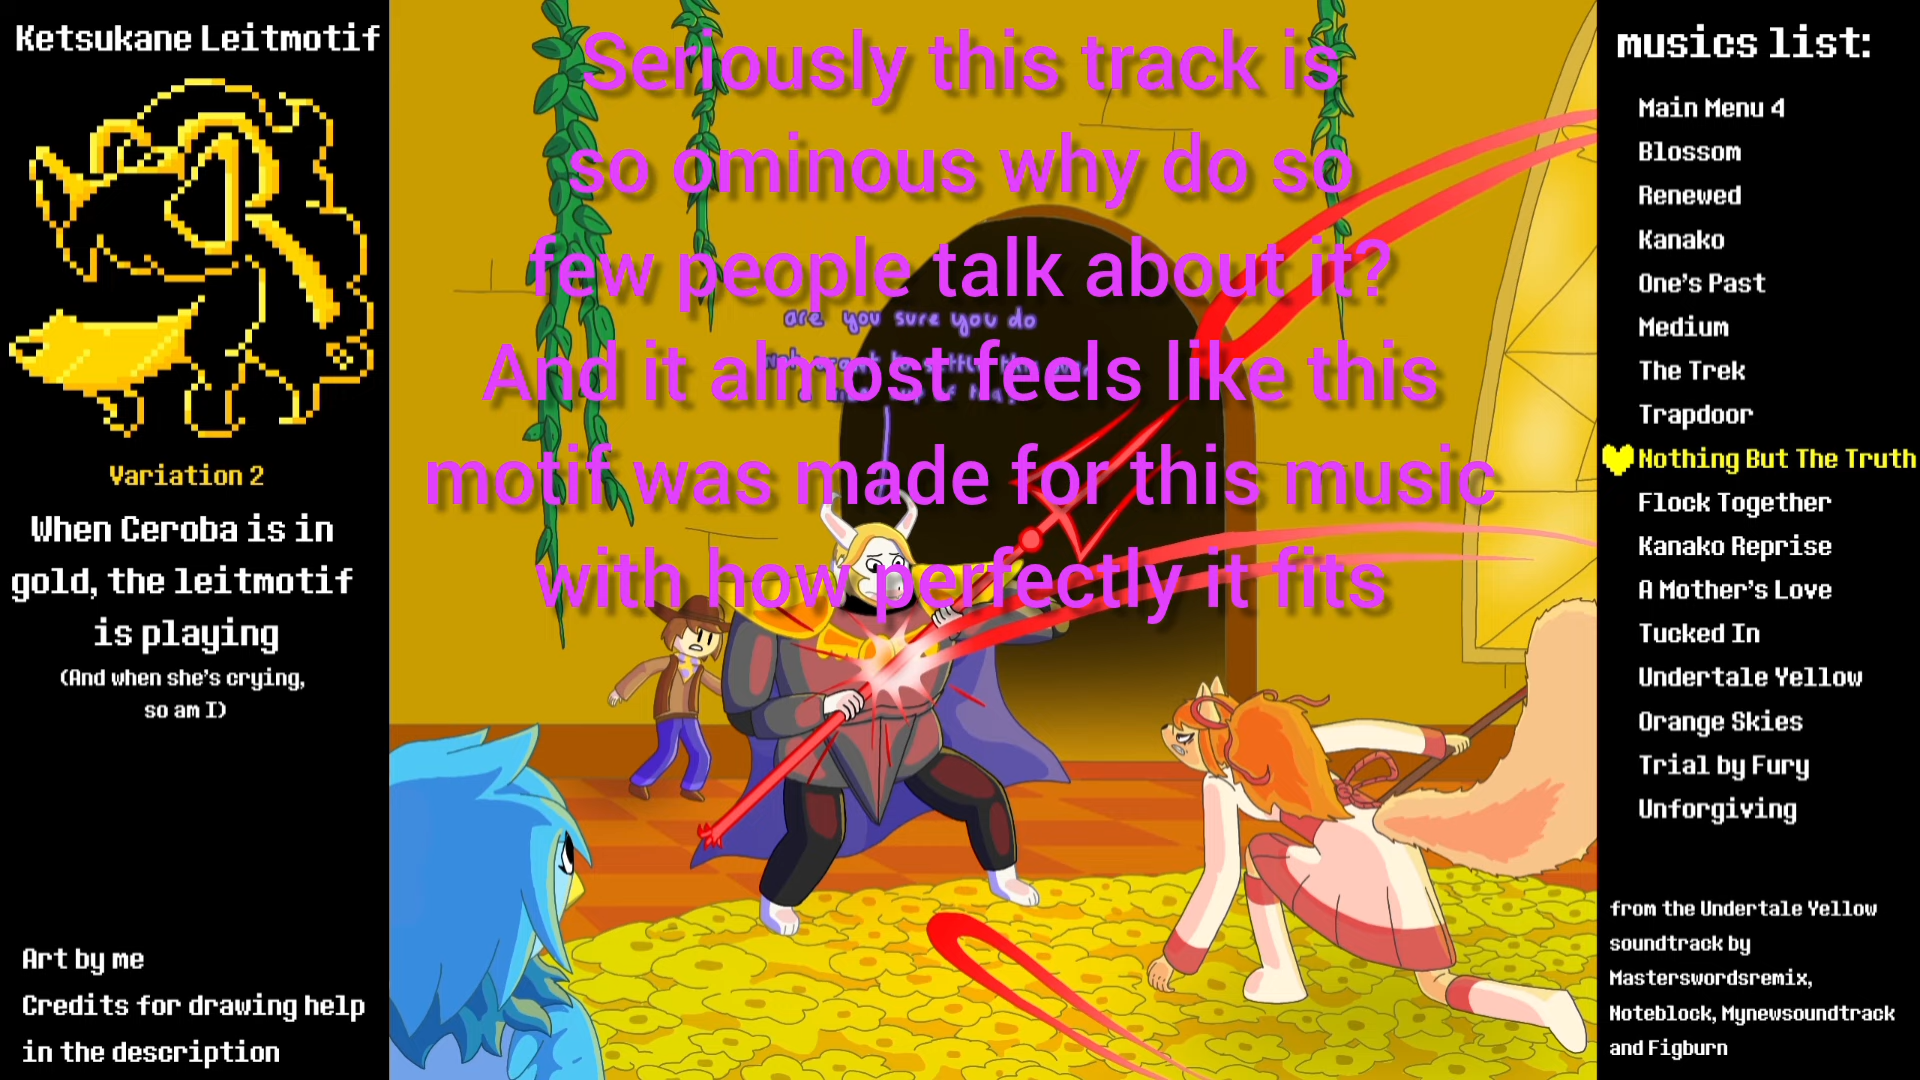 Ketsukane Leitmotif
Variation 2
When Ceroba is in
gold, the leitmotif
is playing
(And when she's crying,
so am I)
Art by me
Credits for drawing help
in the description
Seriously this track is
so ominous why do so
few people talk about it?
And it almost feels like this
motif was made for this music
with how perfectly it fits
are you sure you do
musics list:
Main Menu 4
Blossom
Renewed
Kanako
One's Past
Medium
The Trek
Trapdoor
Nothing But The Truth
Flock Together
Kanako Reprise
A Mother's Love
Tucked In
Undertale Yellow
Orange Skies
Trial by Fury
Unforgiving
from the Undertale Yellow
soundtrack by
Masterswordsremix,
Noteblock, Mynewsoundtrack
and Figburn